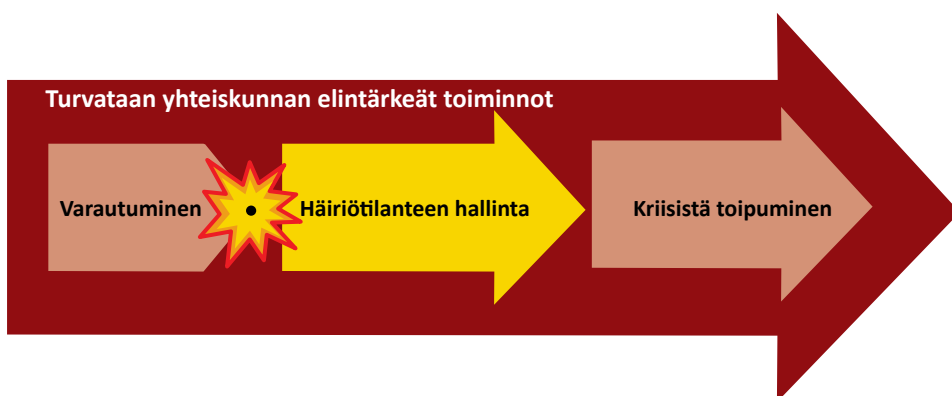 Turvataan yhteiskunnan elintärkeät toiminnot
Varautuminen
Häiriötilanteen hallinta
Kriisistä toipuminen